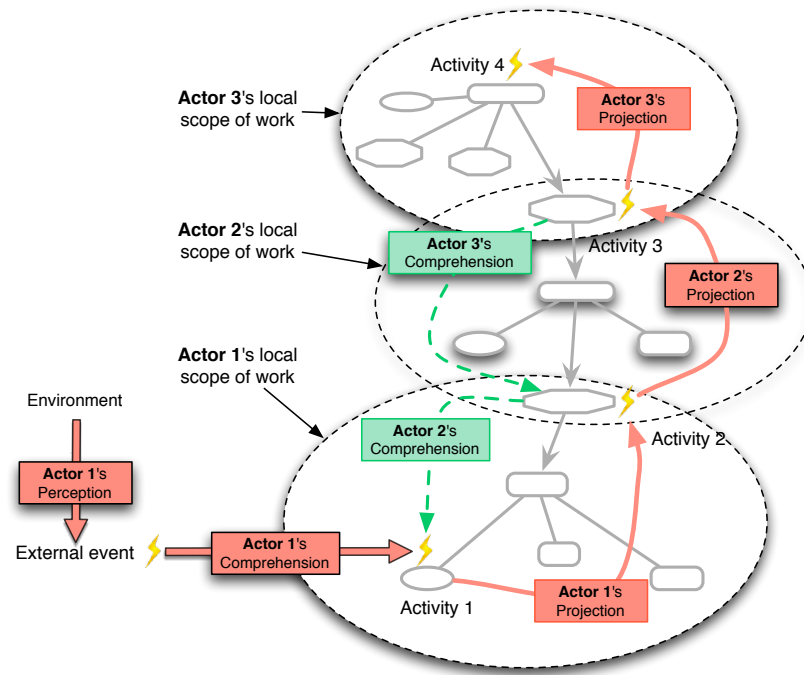 Activity 4
Actor 3's local
scope of work
Actor 3's
Projection
Actor 2's local
scope of work
Actor 3's
Comprehension
Activity 3
Actor 2's
Projection
Actor 1's local
scope of work
Environment
Actor 2's
Comprehension
Activity 2
Actor 1's
Perception
External event
Actor 1's
Comprehension
Activity 1
Actor 1's
Projection